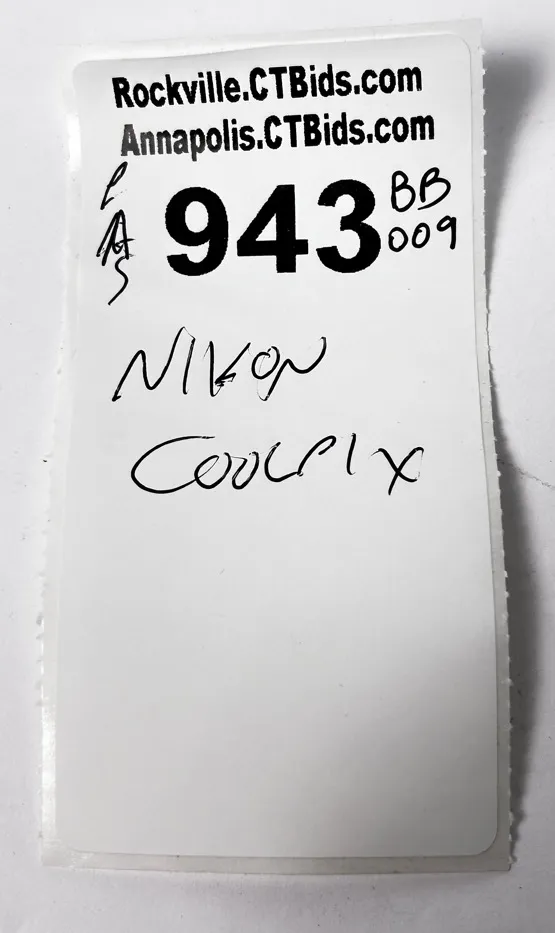 Rockville.CTBids.com
Annapolis.CTBids.com
943
BB
009
NIKON
COOLPIX